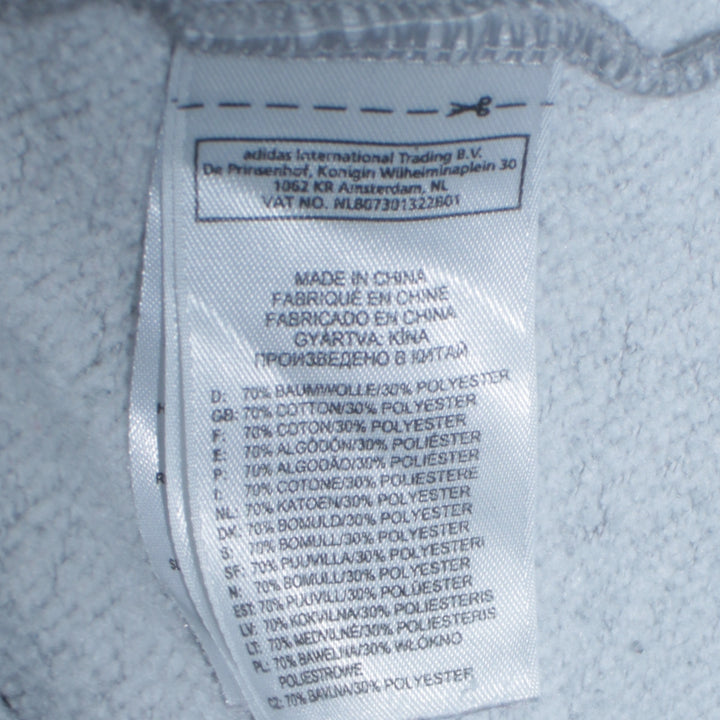 adidas International Trading B.V.
De Prinsenhof, Konigin Wilhelminaplein 30
1062 KR Amsterdam, NL
VAT NO. NL807301322B01
MADE IN CHINA
FABRIQUÉ EN CHINE
FABRICADO EN CHINA
GYÁRTVA: KÍNA
ПРОИЗВЕДЕНО В КИТАЙ
D: 70% BAUMWOLLE/30% POLYESTER
GB: 70% COTTON/30% POLYESTER
F: 70% COTON/30% POLYESTER
E: 70% ALGODÓN/30% POLIÉSTER
P: 70% ALGODÃO/30% POLIÉSTER
I: 70% COTONE/30% POLIESTERE
NL: 70% KATOEN/30% POLYESTER
DK: 70% BOMULD/30% POLYESTER
S: 70% BOMULL/30% POLYESTER
SF: 70% PUUVILLA/30% POLYESTERI
N: 70% BOMULL/30% POLYESTER
EST: 70% PUUVILL/30% POLÜESTER
LV: 70% KOKVILNA/30% POLIESTERIS
LT: 70% MEDVILNĖ/30% POLIESTERIS
PL: 70% BAWEŁNA/30% WŁÓKNO
POLIESTROWE
CZ: 70% BAVLNA/30% POLYESTER